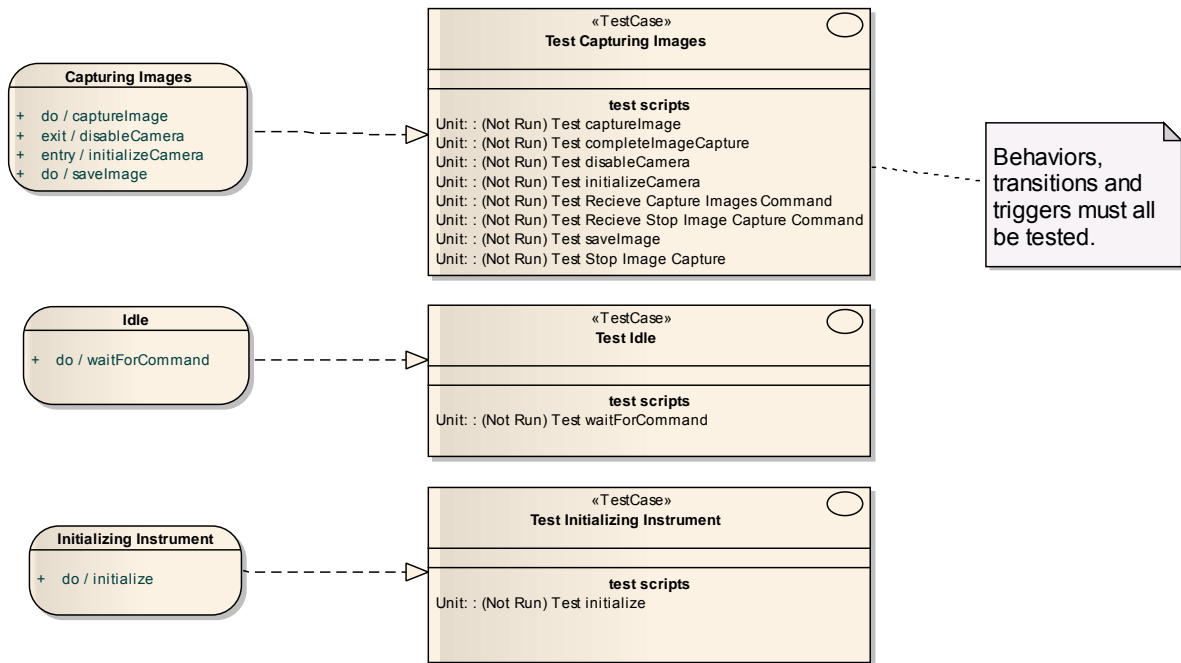 Capturing Images
+ do / captureImage
+ exit / disableCamera
+ entry / initializeCamera
+ do / saveImage
«TestCase»
Test Capturing Images
test scripts
Unit: : (Not Run) Test captureImage
Unit: : (Not Run) Test completeImageCapture
Unit: : (Not Run) Test disableCamera
Unit: : (Not Run) Test initializeCamera
Unit: : (Not Run) Test Recieve Capture Images Command
Unit: : (Not Run) Test Recieve Stop Image Capture Command
Unit: : (Not Run) Test saveImage
Unit: : (Not Run) Test Stop Image Capture
Behaviors,
transitions and
triggers must all
be tested.
Idle
+ do / waitForCommand
«TestCase»
Test Idle
test scripts
Unit: : (Not Run) Test waitForCommand
Initializing Instrument
+ do / initialize
«TestCase»
Test Initializing Instrument
test scripts
Unit: : (Not Run) Test initialize